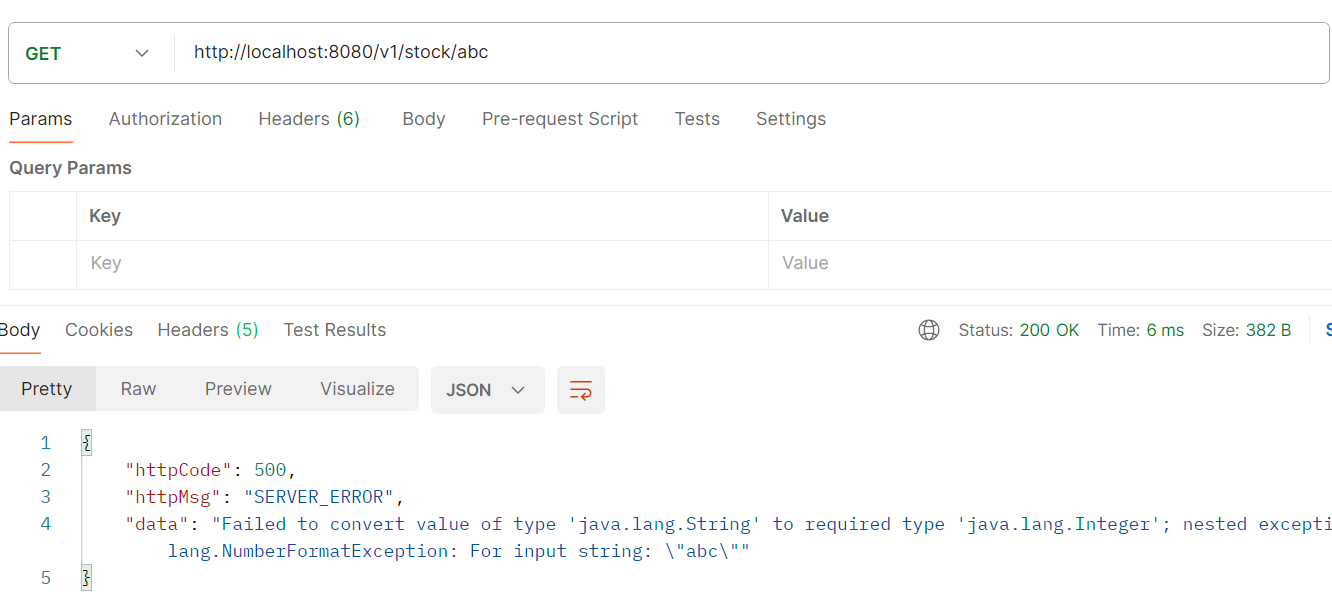 GET http://localhost:8080/v1/stock/abc
Params Authorization Headers (6) Body Pre-request Script Tests Settings
Query Params
Key Value
Key Value
Body Cookies Headers (5) Test Results Status: 200 OK Time: 6 ms Size: 382 B
Pretty Raw Preview Visualize JSON
1 {
2 "httpCode": 500,
3 "httpMsg": "SERVER_ERROR",
4 "data": "Failed to convert value of type 'java.lang.String' to required type 'java.lang.Integer'; nested
lang.NumberFormatException: For input string: \"abc\""
5 }